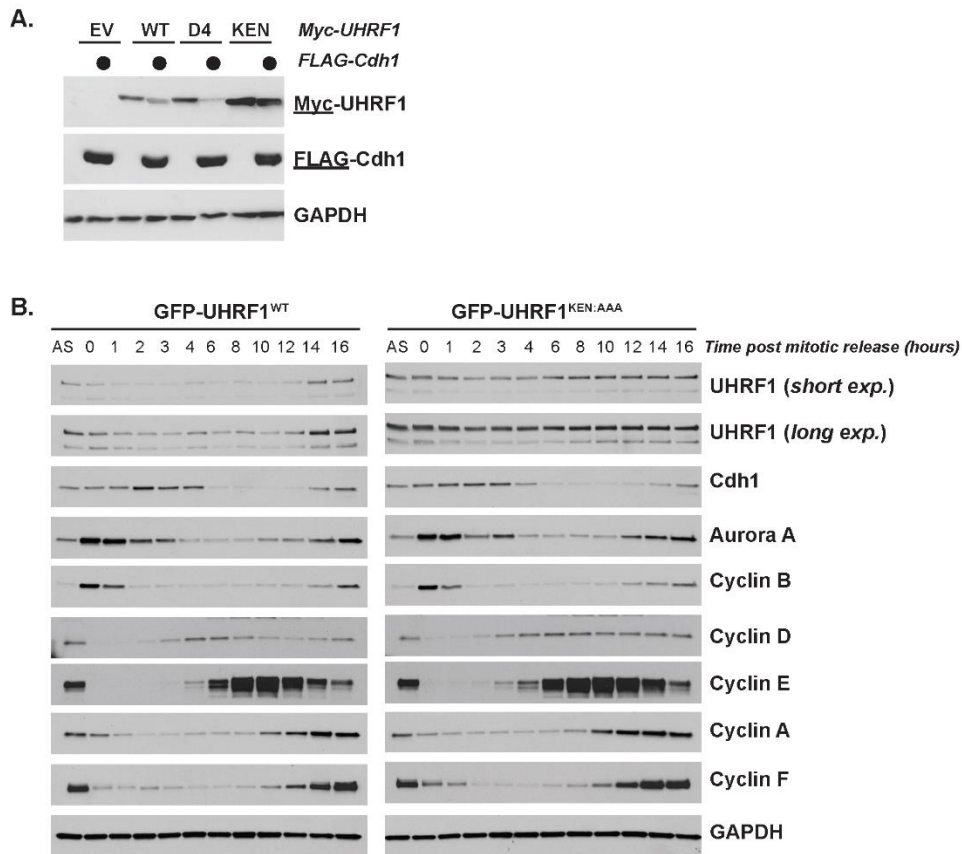 A.
EV WT D4 KEN Myc-UHRF1
FLAG-Cdh1
Myc-UHRF1
FLAG-Cdh1
GAPDH
B.
GFP-UHRF1WT GFP-UHRF1KEN:AAA
AS 0 1 2 3 4 6 8 10 12 14 16 AS 0 1 2 3 4 6 8 10 12 14 16 Time post mitotic release (hours)
UHRF1 (short exp.)
UHRF1 (long exp.)
Cdh1
Aurora A
Cyclin B
Cyclin D
Cyclin E
Cyclin A
Cyclin F
GAPDH